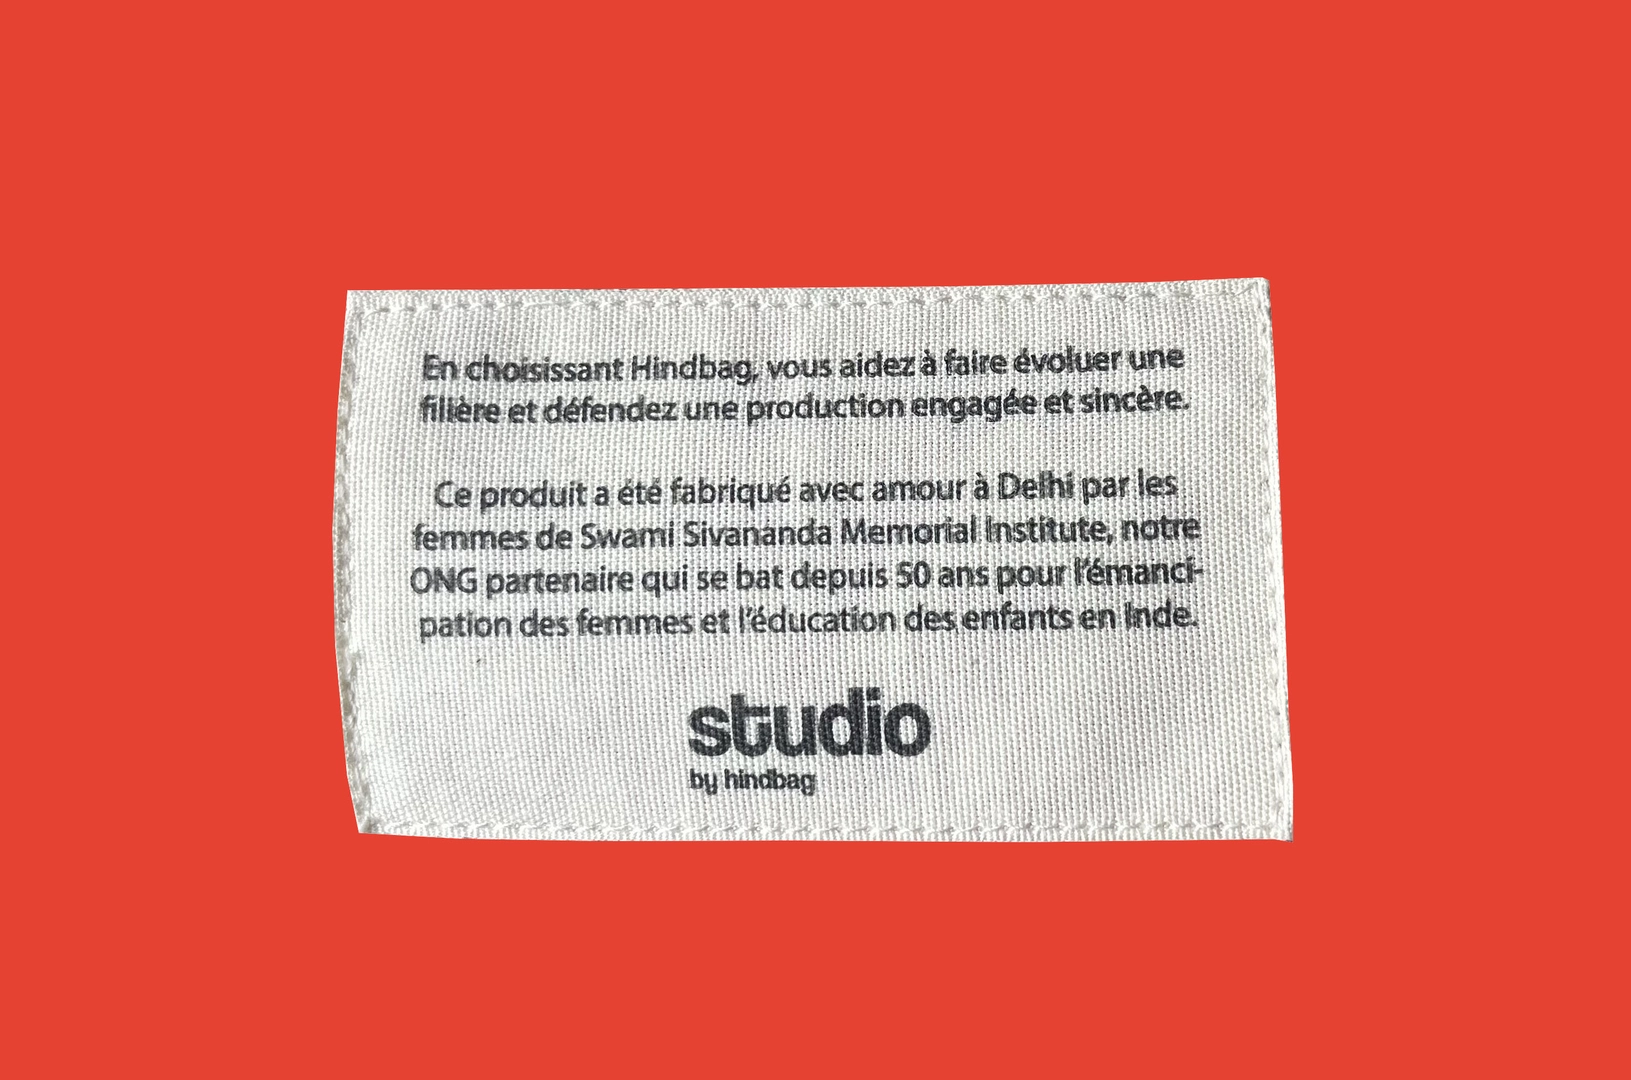 En choisissant Hindbag, vous aidez à faire évoluer une
filière et défendez une production engagée et sincère.
Ce produit a été fabriqué avec amour à Delhi par les
femmes de Swami Sivananda Memorial Institute, notre
ONG partenaire qui se bat depuis 50 ans pour l'émanci-
pation des femmes et l'éducation des enfants en Inde.
studio
by hindbag